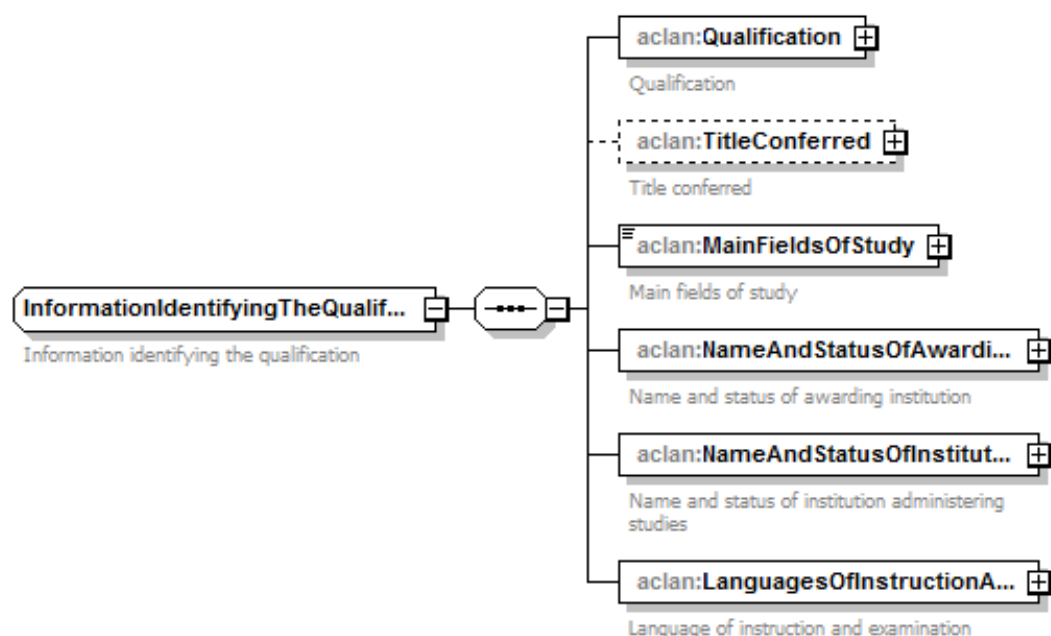 aclan:Qualification
Qualification
aclan:TitleConferred
Title conferred
aclan:MainFieldsOfStudy
Main fields of study
InformationIdentifyingTheQualif...
Information identifying the qualification
aclan:NameAndStatusOfAwardi...
Name and status of awarding institution
aclan:NameAndStatusOfInstitut...
Name and status of institution administering
studies
aclan:LanguagesOfInstructionA...
Language of instruction and examination